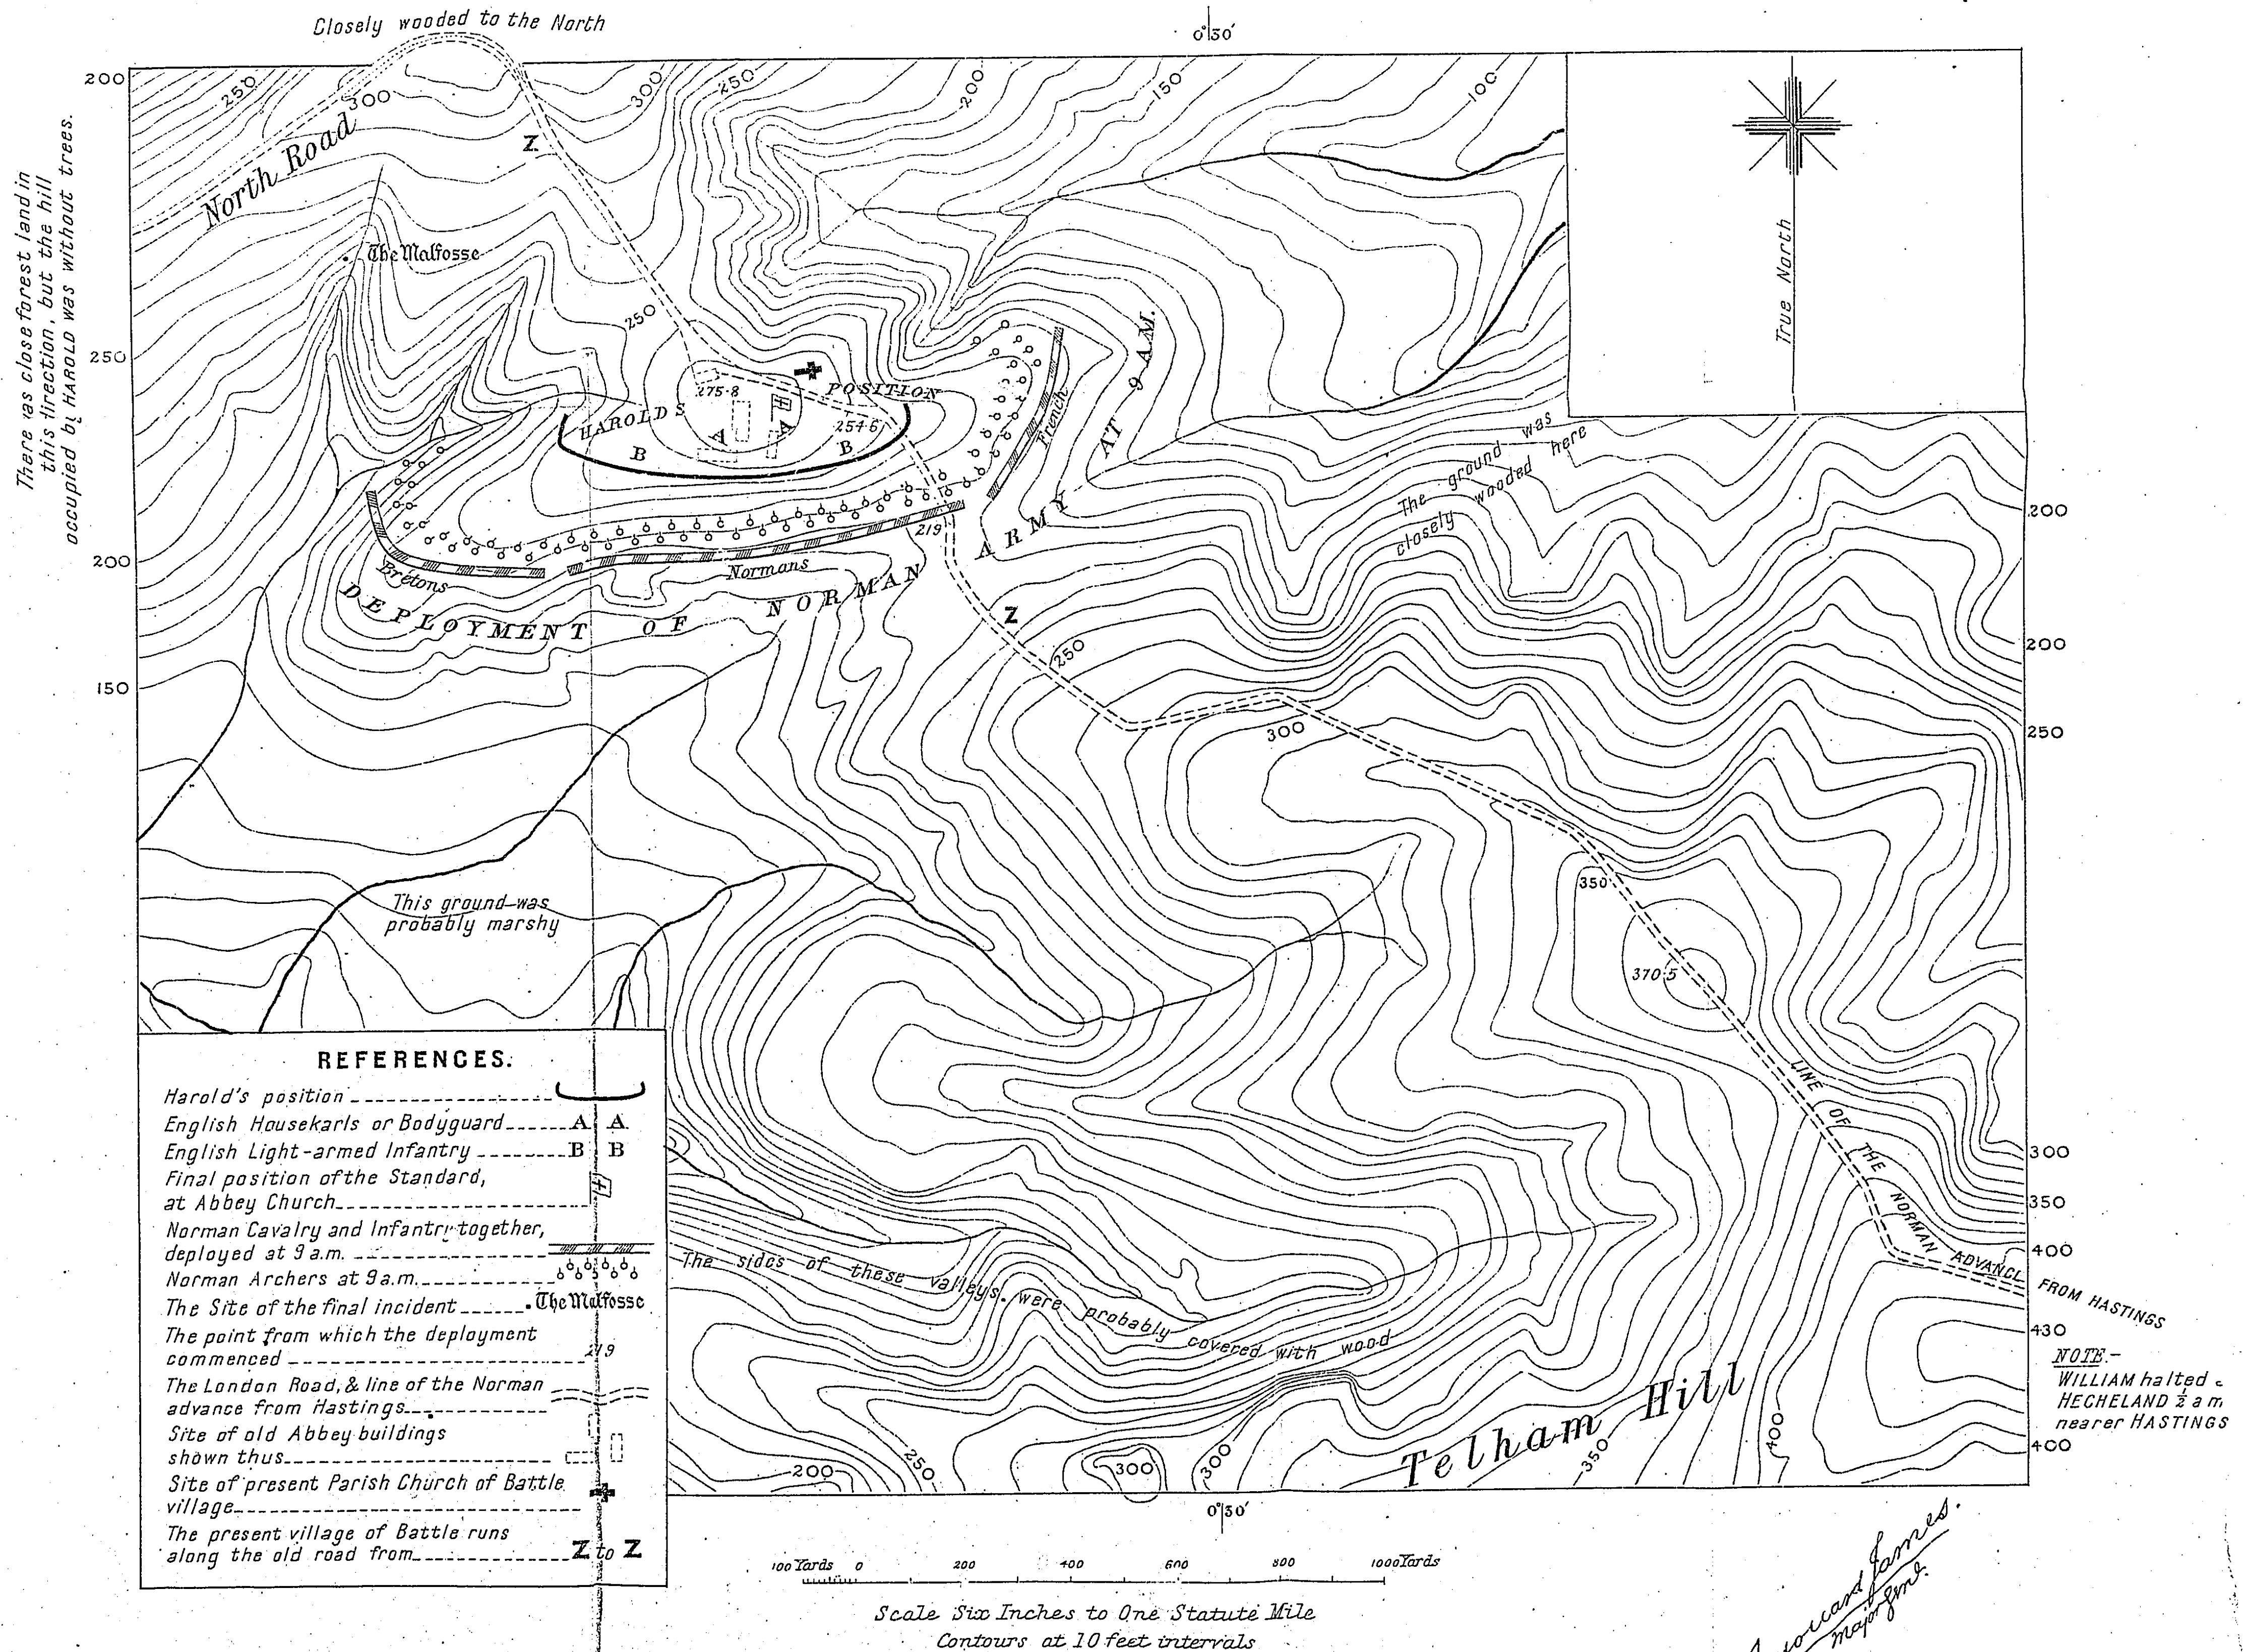 Closely wooded to the North
0°30′
200
250
300
300
250
200
150
100
There was close forest land in
this direction, but the hill
occupied by HAROLD was without trees.
North Road
Z
The Malfosse
True North
250
250
275·8
HAROLDS POSITION
A
A
254·6
B
B
French
ARMY AT 9 A.M.
The ground was
closely wooded here
200
200
219
Brétons
Normans
DEPLOYMENT OF NORMAN
Z
250
200
150
300
250
350
This ground was
probably marshy
370·5
LINE OF THE NORMAN ADVANCE FROM HASTINGS
300
350
400
430
400
NOTE.-
WILLIAM halted
HECHELAND ½ a m
nearer HASTINGS
The sides of these valleys were probably covered with wood
Telham Hill
200
250
300
300
350
400
0°30′
REFERENCES.
Harold's position
English Housekarls or Bodyguard A A
English Light-armed Infantry B B
Final position of the Standard,
at Abbey Church
Norman Cavalry and Infantry together,
deployed at 9 a.m.
Norman Archers at 9 a.m.
The Site of the final incident . The Malfosse
The point from which the deployment
commenced 219
The London Road, & line of the Norman
advance from Hastings
Site of old Abbey buildings
shown thus
Site of present Parish Church of Battle
village
The present village of Battle runs
along the old road from Z to Z
100 Yards 0 200 400 600 800 1000 Yards
Scale Six Inches to One Statute Mile
Contours at 10 feet intervals
James.
Major Genl.